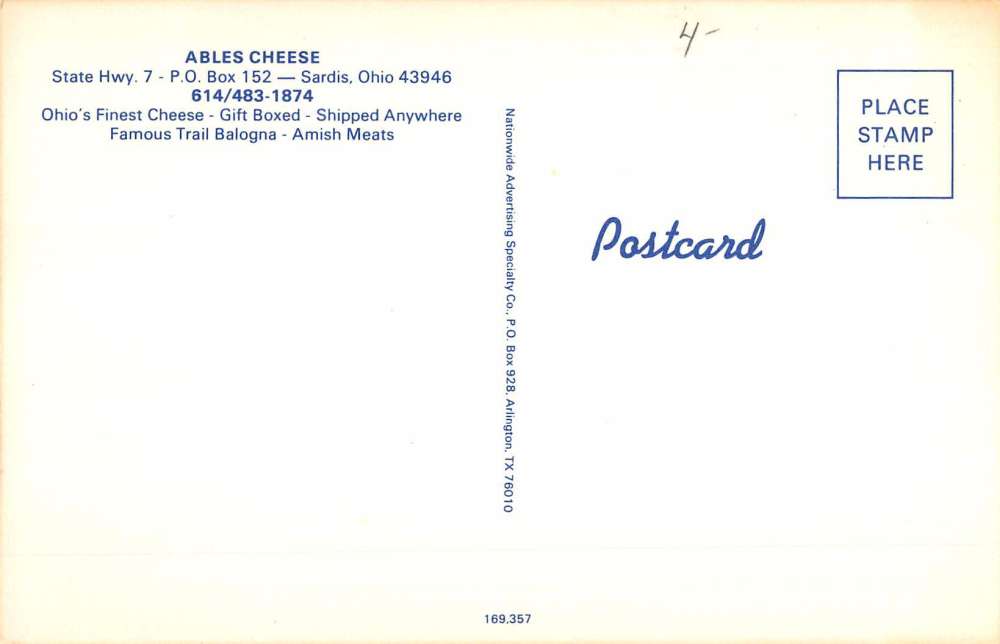 4-
ABLES CHEESE
State Hwy. 7 - P.O. Box 152 — Sardis, Ohio 43946
614/483-1874
Ohio's Finest Cheese - Gift Boxed - Shipped Anywhere
Famous Trail Balogna - Amish Meats
Nationwide Advertising Specialty Co., P.O. Box 928, Arlington, TX 76010
PLACE
STAMP
HERE
Postcard
169,357